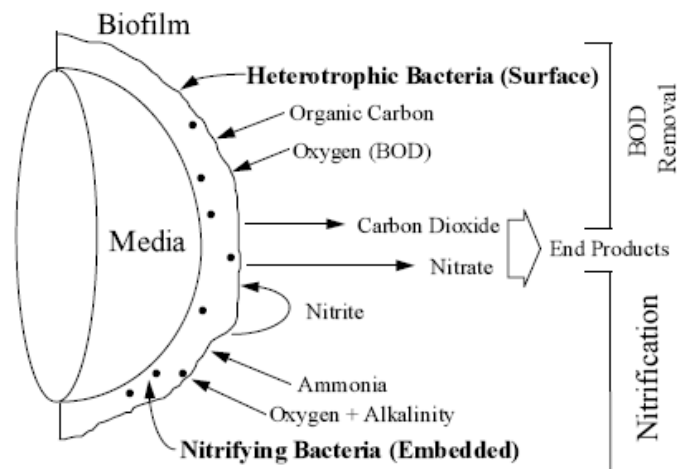 Biofilm
Heterotrophic Bacteria (Surface)
Organic Carbon
Oxygen (BOD)
BOD
Removal
Media
Carbon Dioxide
End Products
Nitrate
Nitrite
Ammonia
Oxygen + Alkalinity
Nitrifying Bacteria (Embedded)
Nitrification